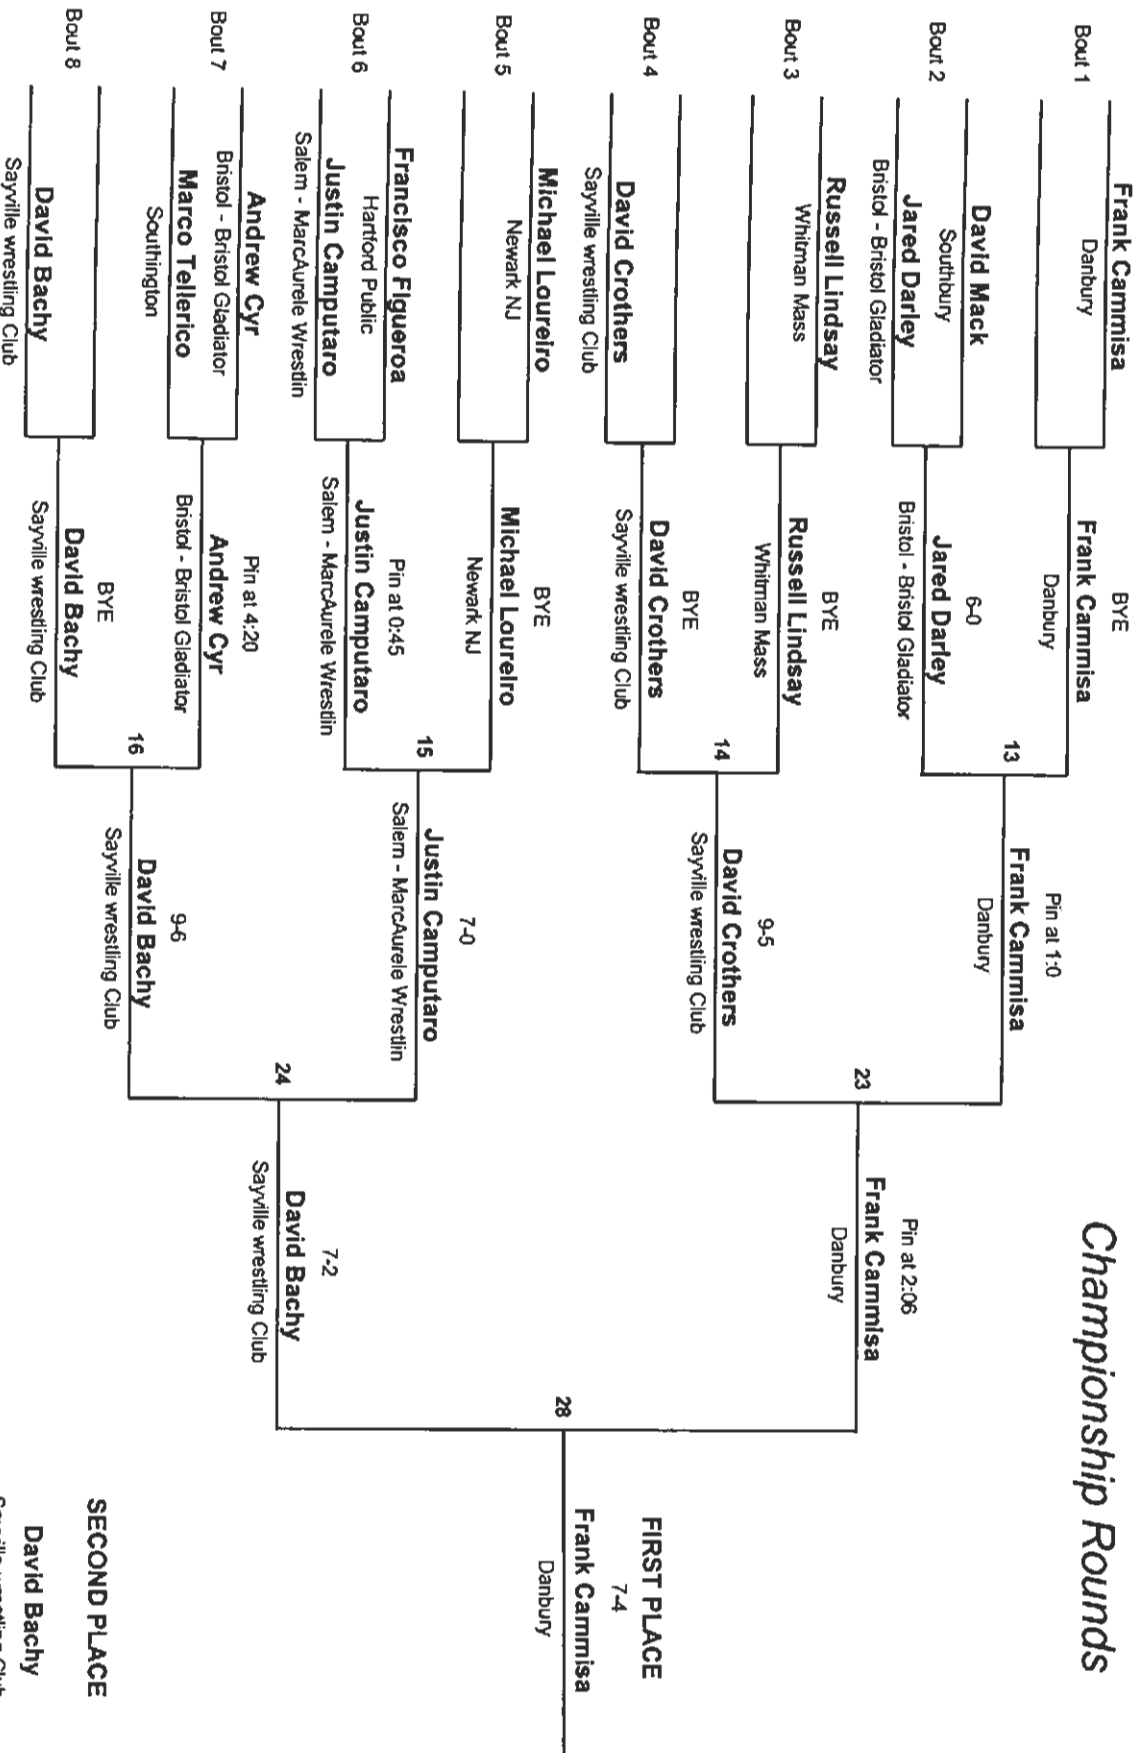 Championship Rounds
Bout 1
Frank Cammisa
Danbury
BYE
Frank Cammisa
Danbury
Bout 2
David Mack
Southbury
Jared Darley
Bristol - Bristol Gladiator
6-0
Jared Darley
Bristol - Bristol Gladiator
13
Pin at 1:0
Frank Cammisa
Danbury
Bout 3
Russell Lindsay
Whitman Mass
BYE
Russell Lindsay
Whitman Mass
Bout 4
David Crothers
Sayville wrestling Club
BYE
David Crothers
Sayville wrestling Club
14
9-5
David Crothers
Sayville wrestling Club
23
Pin at 2:06
Frank Cammisa
Danbury
Bout 5
Michael Loureiro
Newark NJ
BYE
Michael Loureiro
Newark NJ
Bout 6
Francisco Figueroa
Hartford Public
Justin Camputaro
Salem - MarcAurele Wrestlin
Pin at 0:45
Justin Camputaro
Salem - MarcAurele Wrestlin
15
7-0
Justin Camputaro
Salem - MarcAurele Wrestlin
Bout 7
Andrew Cyr
Bristol - Bristol Gladiator
Marco Tellerico
Southington
Pin at 4:20
Andrew Cyr
Bristol - Bristol Gladiator
Bout 8
David Bachy
Sayville wrestling Club
BYE
David Bachy
Sayville wrestling Club
16
9-6
David Bachy
Sayville wrestling Club
24
7-2
David Bachy
Sayville wrestling Club
28
FIRST PLACE
7-4
Frank Cammisa
Danbury
SECOND PLACE
David Bachy
Sayville wrestling Club